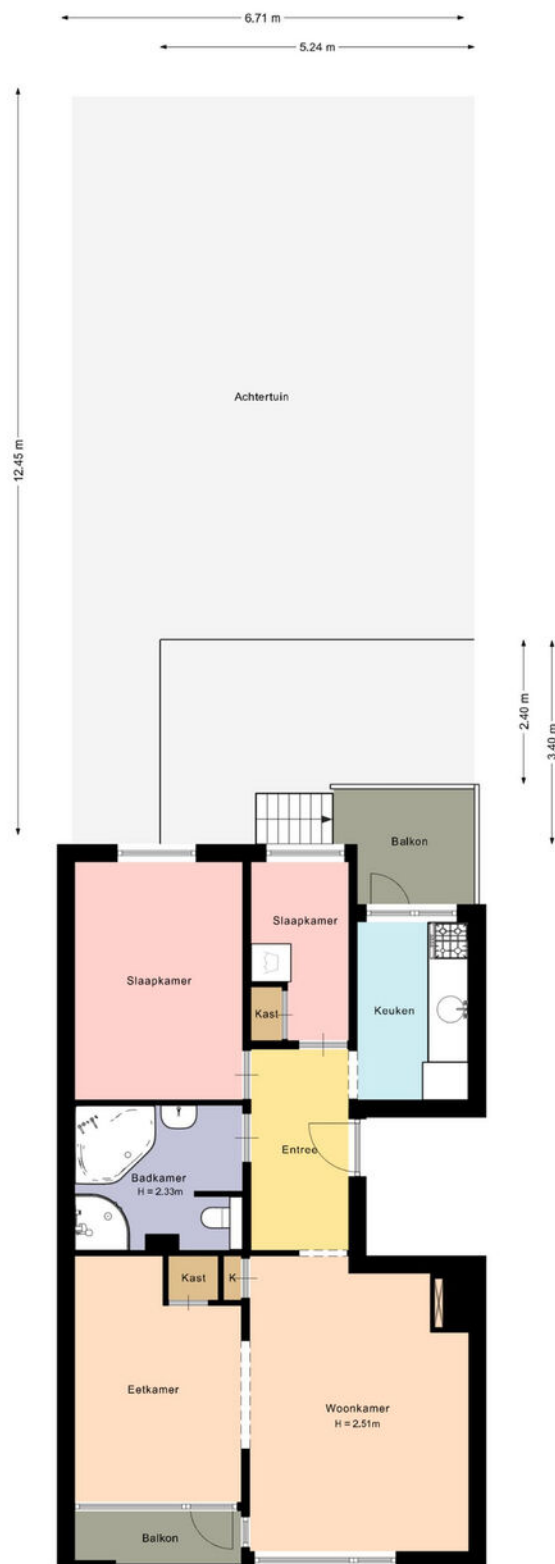 6.71 m
5.24 m
12.45 m
Achtertuin
2.40 m
3.40 m
Balkon
Slaapkamer
Slaapkamer
Kast
Keuken
Entree
Badkamer
H = 2.33m
Kast
K
Eetkamer
Woonkamer
H = 2.51m
Balkon